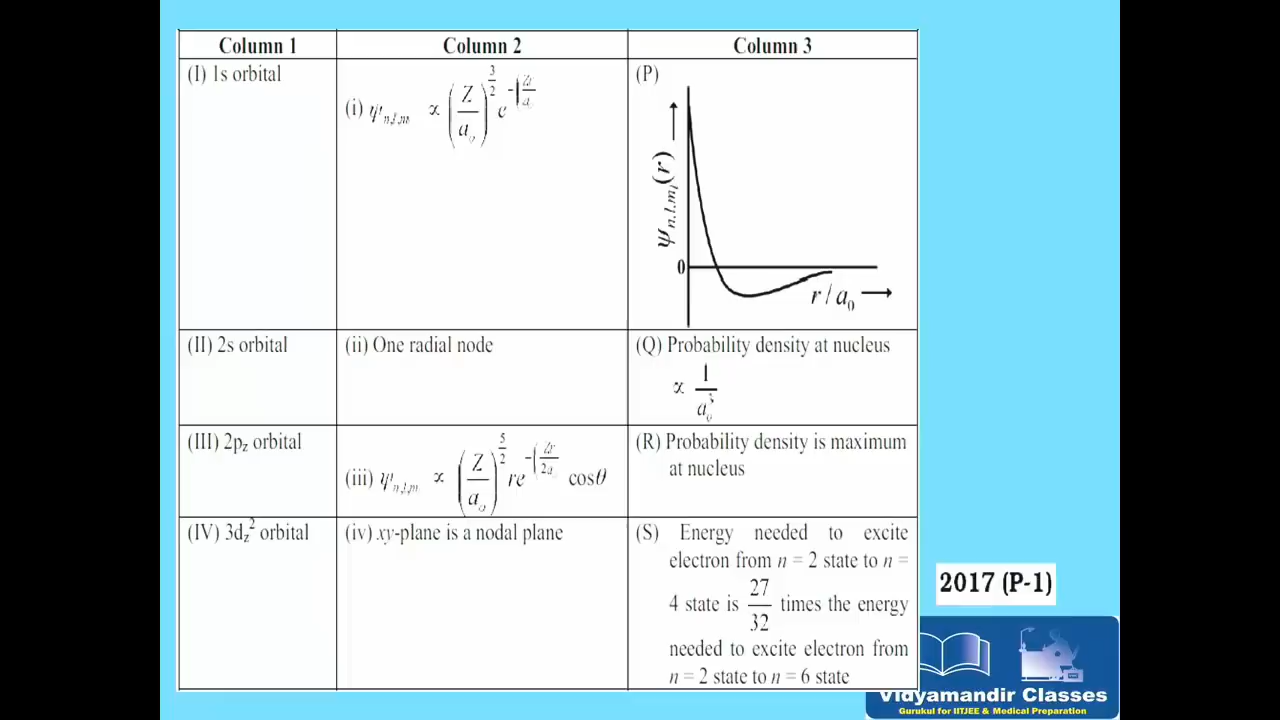 Column 1 Column 2 Column 3
(I) 1s orbital
(i) ψn,l,m ∝ (Z/a₀)^(3/2) e^−(Zr/a₀)
(P)
ψn,l,ml(r) →
0
r / a₀ →
(II) 2s orbital
(ii) One radial node
(Q) Probability density at nucleus
∝ 1/a₀³
(III) 2pz orbital
(iii) ψn,l,m ∝ (Z/a₀)^(5/2) re^−(Zr/2a₀) cosθ
(R) Probability density is maximum
at nucleus
(IV) 3dz² orbital
(iv) xy-plane is a nodal plane
(S) Energy needed to excite
electron from n = 2 state to n =
4 state is 27/32 times the energy
needed to excite electron from
n = 2 state to n = 6 state
2017 (P-1)
Vidyamandir Classes
Gurukul for IITJEE & Medical Preparation